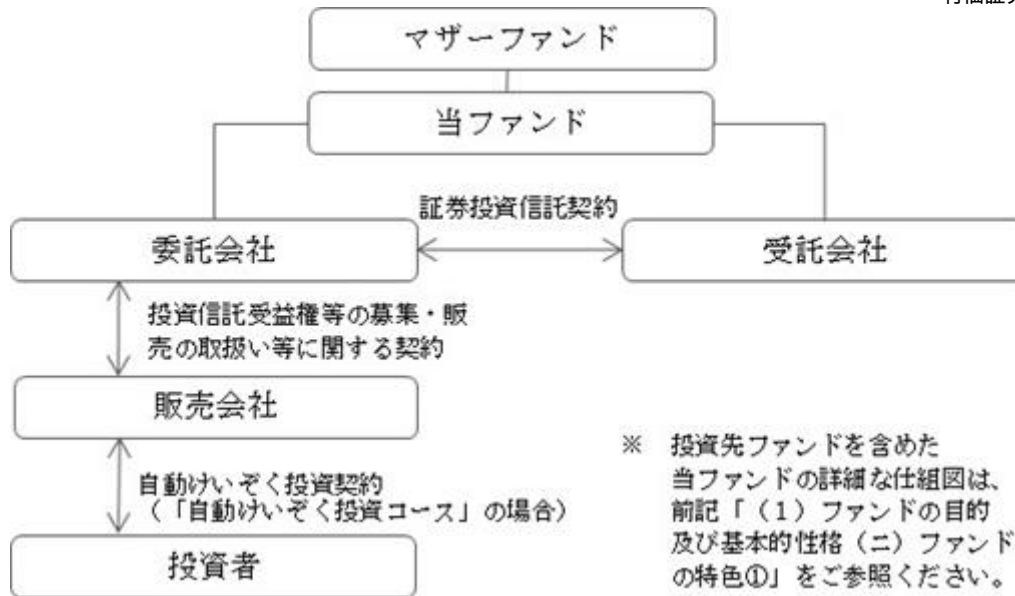 マザーファンド
当ファンド
証券投資信託契約
委託会社
受託会社
投資信託受益権等の募集・販
売の取扱い等に関する契約
販売会社
自動けいぞく投資契約
(「自動けいぞく投資コース」の場合)
投資者
※ 投資先ファンドを含めた
当ファンドの詳細な仕組図は、
前記「(1)ファンドの目的
及び基本的性格(ニ)ファンド
の特色①」をご参照ください。